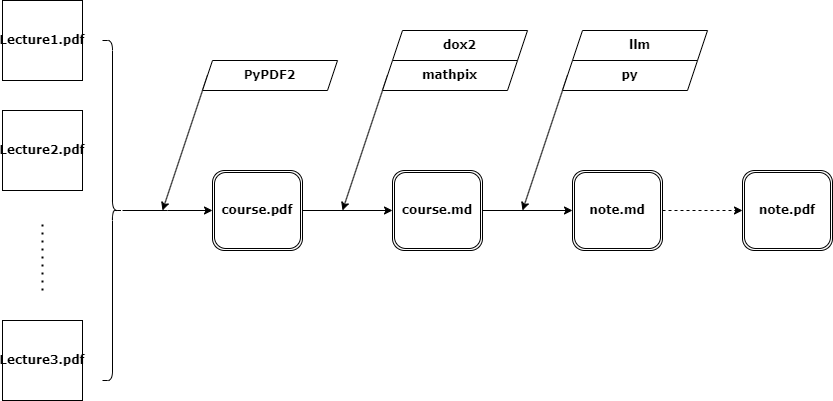 Lecture1.pdf
dox2
llm
PyPDF2
mathpix
py
Lecture2.pdf
course.pdf
course.md
note.md
note.pdf
Lecture3.pdf